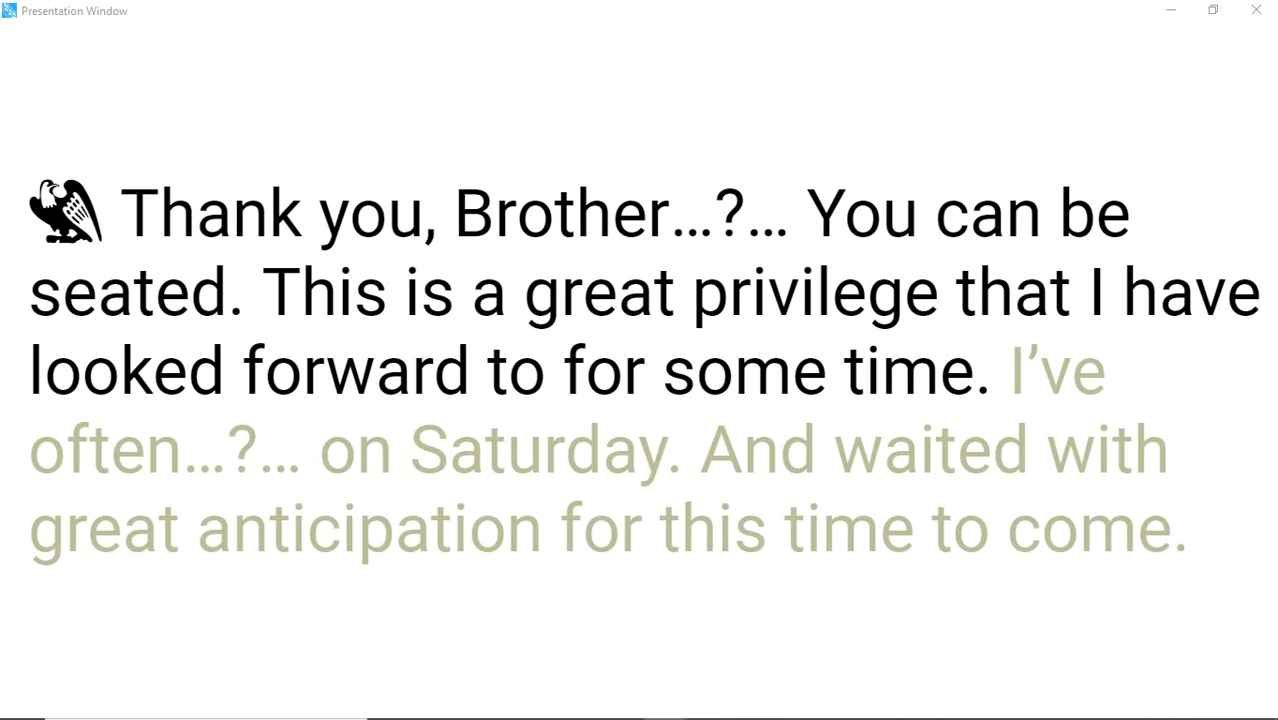 Presentation Window
Thank you, Brother…?… You can be
seated. This is a great privilege that I have
looked forward to for some time. I’ve
often…?… on Saturday. And waited with
great anticipation for this time to come.